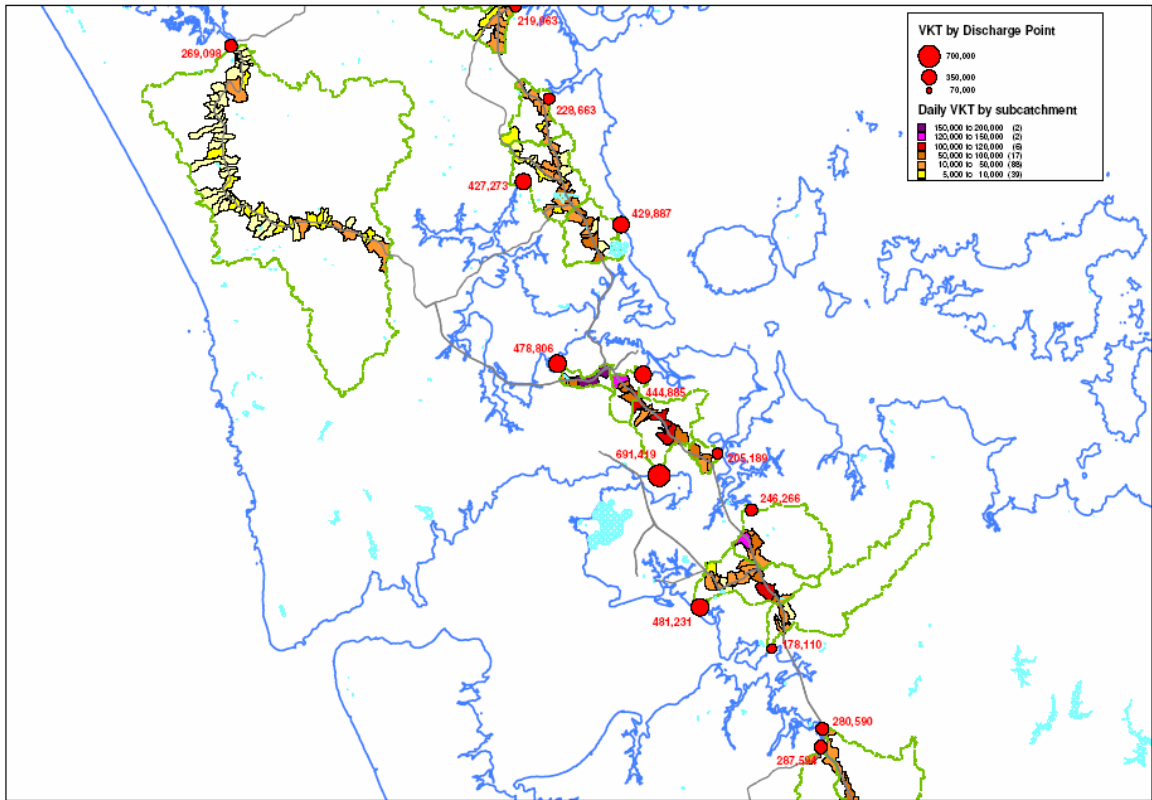 219,963
269,098
228,663
427,273
429,887
478,806
444,885
691,419
205,189
246,266
481,231
178,110
280,590
287,594
VKT by Discharge Point
700,000
350,000
70,000
Daily VKT by subcatchment
150,000 to 200,000 (2)
120,000 to 150,000 (2)
100,000 to 120,000 (6)
50,000 to 100,000 (17)
10,000 to 50,000 (88)
5,000 to 10,000 (39)